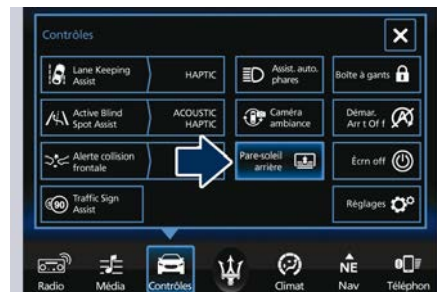 Contrôles
Lane Keeping
Assist
HAPTIC
Assist. auto.
phares
Boîte à gants
Active Blind
Spot Assist
ACOUSTIC
HAPTIC
Caméra
ambiance
Démar.
Arr t Of f
Alerte collision
frontale
Pare-soleil
arrière
Écrn off
90
Traffic Sign
Assist
Réglages
Radio
Média
Contrôles
Climat
NE
Nav
0
Téléphon